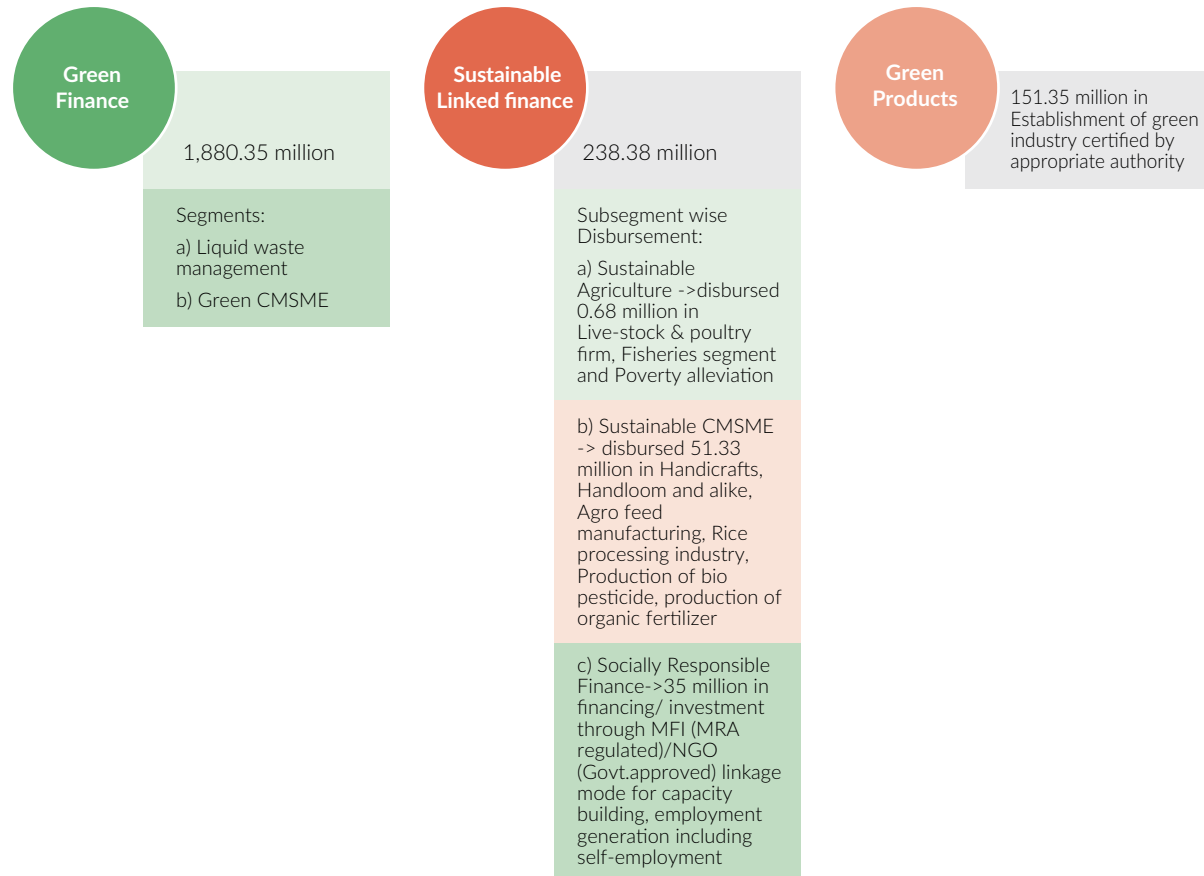 Green
Finance
1,880.35 million
Segments:
a) Liquid waste
management
b) Green CMSME
Sustainable
Linked finance
238.38 million
Subsegment wise
Disbursement:
a) Sustainable
Agriculture ->disbursed
0.68 million in
Live-stock & poultry
firm, Fisheries segment
and Poverty alleviation
b) Sustainable CMSME
-> disbursed 51.33
million in Handicrafts,
Handloom and alike,
Agro feed
manufacturing, Rice
processing industry,
Production of bio
pesticide, production of
organic fertilizer
c) Socially Responsible
Finance->35 million in
financing/ investment
through MFI (MRA
regulated)/NGO
(Govt.approved) linkage
mode for capacity
building, employment
generation including
self-employment
Green
Products
151.35 million in
Establishment of green
industry certified by
appropriate authority